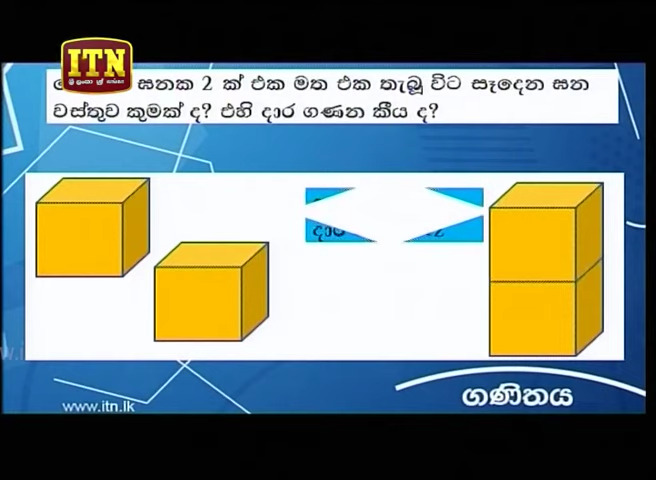 ITN
ඝනක 2 ක් එක මත එක තැබූ විට සෑදෙන ඝන
වස්තුව කුමක් ද? එහි දාර ගණන කීය ද?
ගණිතය
www.itn.lk